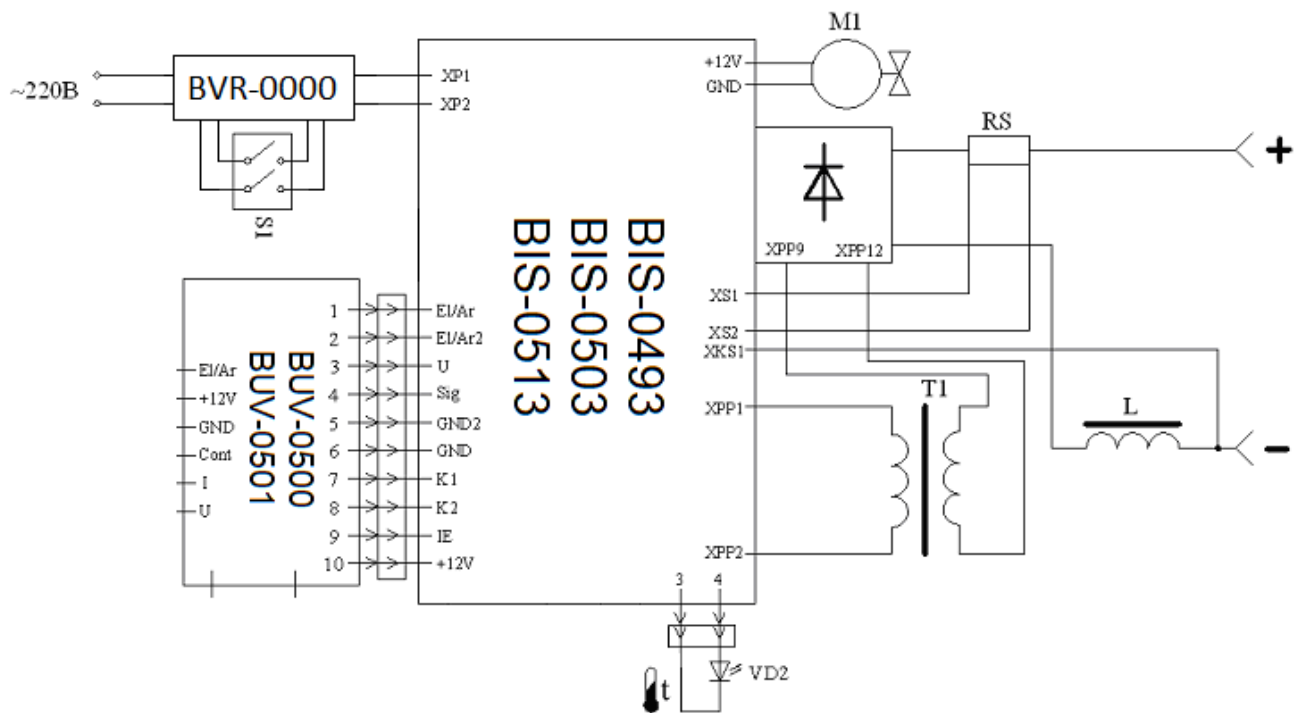 M1
~220В
BVR-0000
XP1
XP2
+12V
GND
S1
RS
+
XPP9
XPP12
BIS-0493
BIS-0503
BIS-0513
XS1
XS2
XKS1
BUV-0500
BUV-0501
El/Ar
+12V
GND
Cont
I
U
1
2
3
4
5
6
7
8
9
10
El/Ar
El/Ar2
U
Sig
GND2
GND
K1
K2
IE
+12V
XPP1
T1
XPP2
L
-
3
4
t
VD2